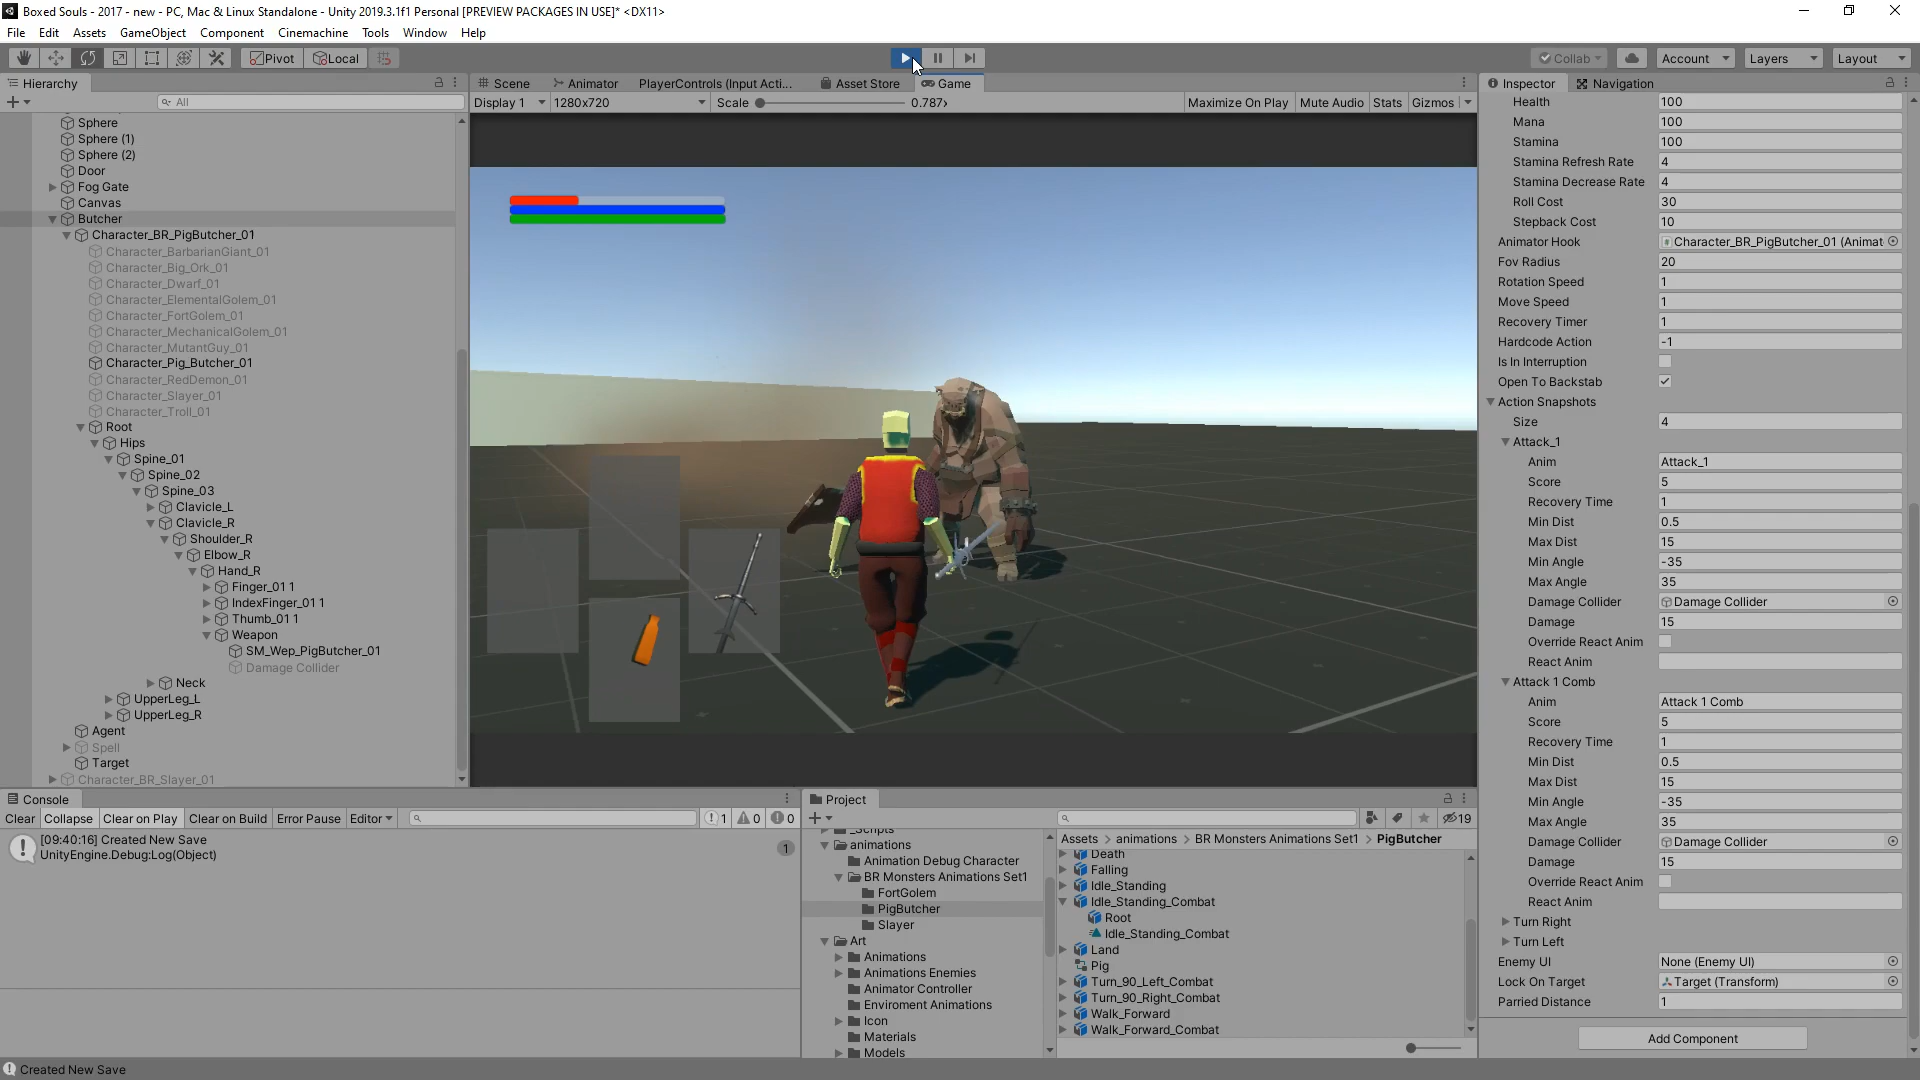 Boxed Souls - 2017 - new - PC, Mac & Linux Standalone - Unity 2019.3.1f1 Personal [PREVIEW PACKAGES IN USE]* <DX11>
File Edit Assets GameObject Component Cinemachine Tools Window Help
Pivot Local Collab Account Layers Layout
Hierarchy
All
Sphere
Sphere (1)
Sphere (2)
Door
Fog Gate
Canvas
Butcher
Character_BR_PigButcher_01
Character_BarbarianGiant_01
Character_Big_Ork_01
Character_Dwarf_01
Character_ElementalGolem_01
Character_FortGolem_01
Character_MechanicalGolem_01
Character_MutantGuy_01
Character_Pig_Butcher_01
Character_RedDemon_01
Character_Slayer_01
Character_Troll_01
Root
Hips
Spine_01
Spine_02
Spine_03
Clavicle_L
Clavicle_R
Shoulder_R
Elbow_R
Hand_R
Finger_01 1
IndexFinger_01 1
Thumb_01 1
Weapon
SM_Wep_PigButcher_01
Damage Collider
Neck
UpperLeg_L
UpperLeg_R
Agent
Spell
Target
Character_BR_Slayer_01
Scene Animator PlayerControls (Input Acti... Asset Store Game
Display 1 1280x720 Scale 0.787x Maximize On Play Mute Audio Stats Gizmos
Inspector Navigation
Health 100
Mana 100
Stamina 100
Stamina Refresh Rate 4
Stamina Decrease Rate 4
Roll Cost 30
Stepback Cost 10
Animator Hook Character_BR_PigButcher_01 (Animat
Fov Radius 20
Rotation Speed 1
Move Speed 1
Recovery Timer 1
Hardcode Action -1
Is In Interruption
Open To Backstab
Action Snapshots
Size 4
Attack_1
Anim Attack_1
Score 5
Recovery Time 1
Min Dist 0.5
Max Dist 15
Min Angle -35
Max Angle 35
Damage Collider Damage Collider
Damage 15
Override React Anim
React Anim
Attack 1 Comb
Anim Attack 1 Comb
Score 5
Recovery Time 1
Min Dist 0.5
Max Dist 15
Min Angle -35
Max Angle 35
Damage Collider Damage Collider
Damage 15
Override React Anim
React Anim
Turn Right
Turn Left
Enemy UI None (Enemy UI)
Lock On Target Target (Transform)
Parried Distance 1
Add Component
Console
Clear Collapse Clear on Play Clear on Build Error Pause Editor 1 0 0
[09:40:16] Created New Save
UnityEngine.Debug:Log(Object)
1
Project
19
_Scripts
animations
Animation Debug Character
BR Monsters Animations Set1
FortGolem
PigButcher
Slayer
Art
Animations
Animations Enemies
Animator Controller
Enviroment Animations
Icon
Materials
Models
Assets > animations > BR Monsters Animations Set1 > PigButcher
Death
Falling
Idle_Standing
Idle_Standing_Combat
Root
Idle_Standing_Combat
Land
Pig
Turn_90_Left_Combat
Turn_90_Right_Combat
Walk_Forward
Walk_Forward_Combat
Created New Save